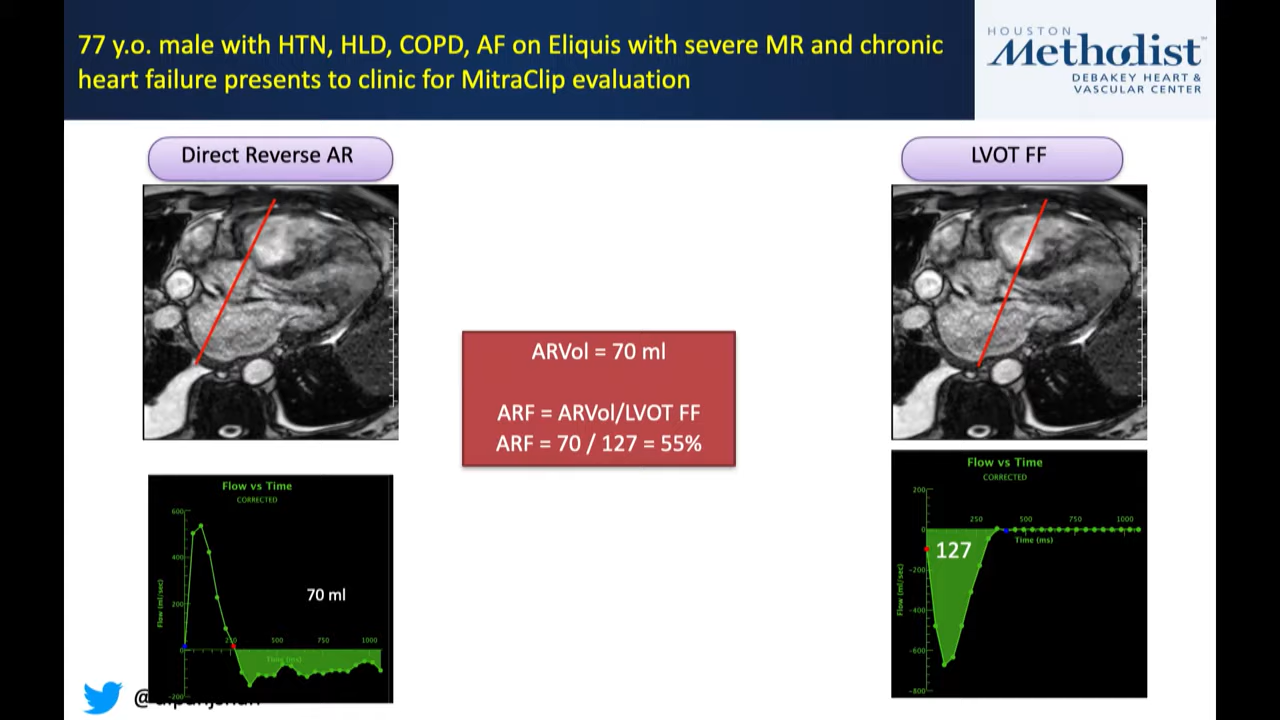 77 y.o. male with HTN, HLD, COPD, AF on Eliquis with severe MR and chronic
heart failure presents to clinic for MitraClip evaluation
HOUSTON
Methodist
DEBAKEY HEART &
VASCULAR CENTER
Direct Reverse AR
LVOT FF
ARVol = 70 ml
ARF = ARVol/LVOT FF
ARF = 70 / 127 = 55%
Flow vs Time
CORRECTED
600
400
200
0
-200
Flow (ml/sec)
250
500
750
1000
Time (ms)
70 ml
Flow vs Time
CORRECTED
200
0
-200
-400
-600
-800
Flow (ml/sec)
250
500
750
1000
Time (ms)
127
@